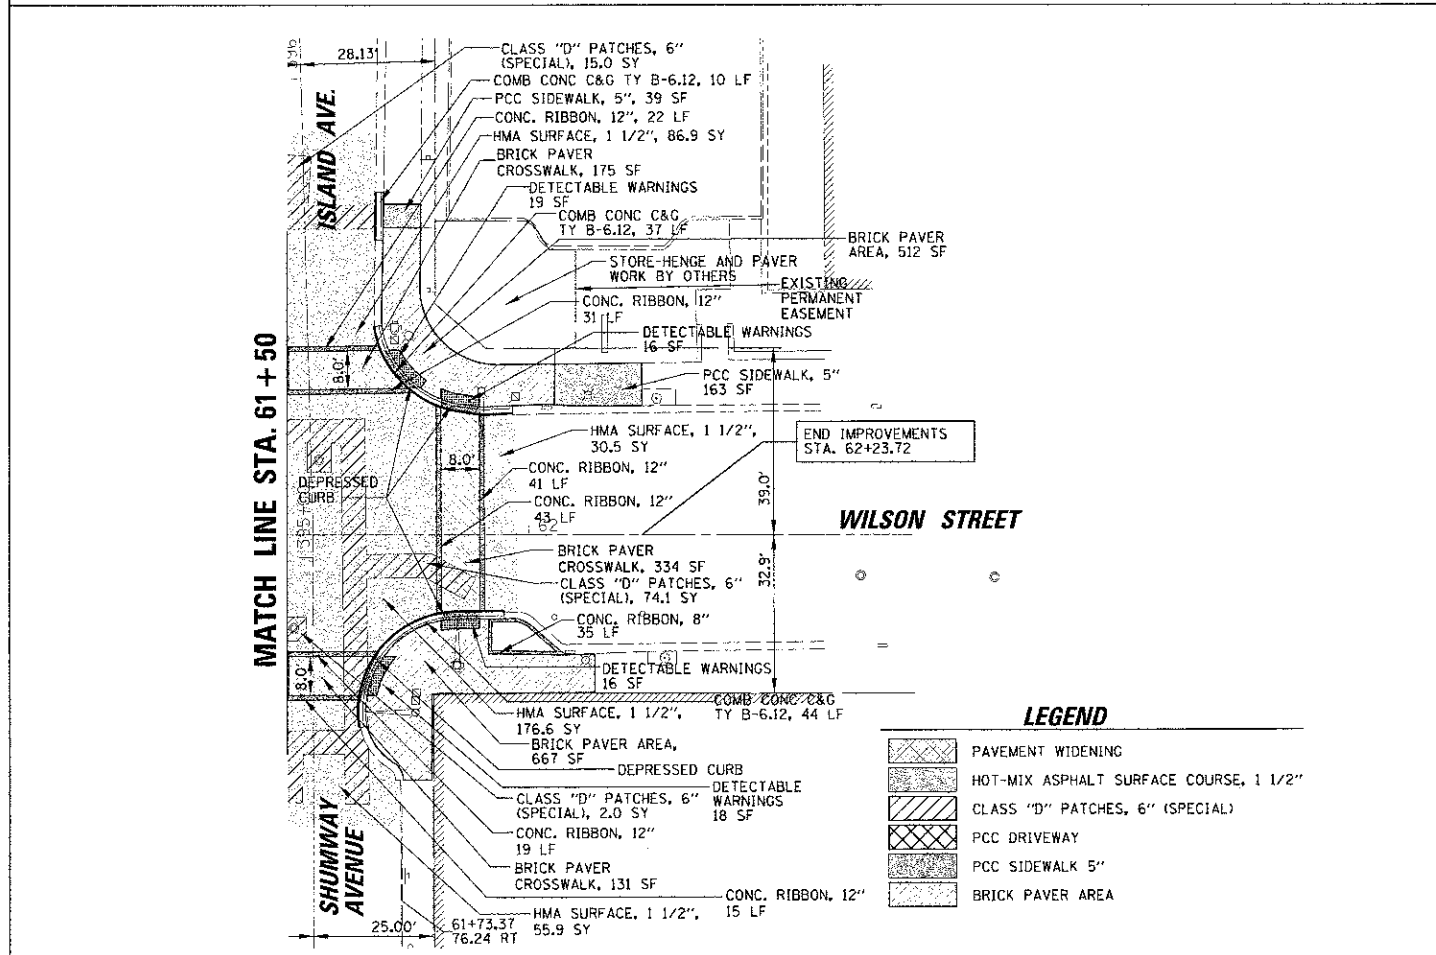 28.13'
CLASS "D" PATCHES, 6"
(SPECIAL), 15.0 SY
COMB CONC C&G TY B-6.12, 10 LF
PCC SIDEWALK, 5", 39 SF
CONC. RIBBON, 12", 22 LF
HMA SURFACE, 1 1/2", 86.9 SY
BRICK PAVER
CROSSWALK, 175 SF
DETECTABLE WARNINGS
19 SF
COMB CONC C&G
TY B-6.12, 37 LF
BRICK PAVER
AREA, 512 SF
STORE-HENGE AND PAVER
WORK BY OTHERS
EXISTING
PERMANENT
EASEMENT
CONC. RIBBON, 12"
31 LF
DETECTABLE WARNINGS
16 SF
PCC SIDEWALK, 5"
163 SF
ISLAND AVE.
MATCH LINE STA. 61+50
8.0'
HMA SURFACE, 1 1/2",
30.5 SY
END IMPROVEMENTS
STA. 62+23.72
8.0'
CONC. RIBBON, 12"
41 LF
DEPRESSED
CURB
CONC. RIBBON, 12"
43 LF
62
39.0'
WILSON STREET
BRICK PAVER
CROSSWALK, 334 SF
CLASS "D" PATCHES, 6"
(SPECIAL), 74.1 SY
32.9'
CONC. RIBBON, 8"
35 LF
8.0'
DETECTABLE WARNINGS
16 SF
COMB CONC C&G
TY B-6.12, 44 LF
HMA SURFACE, 1 1/2",
176.6 SY
BRICK PAVER AREA,
667 SF
DEPRESSED CURB
DETECTABLE
WARNINGS
18 SF
CLASS "D" PATCHES, 6"
(SPECIAL), 2.0 SY
CONC. RIBBON, 12"
19 LF
BRICK PAVER
CROSSWALK, 131 SF
CONC. RIBBON, 12"
15 LF
HMA SURFACE, 1 1/2",
55.9 SY
SHUMWAY
AVENUE
25.00'
61+73.37
76.24 RT
LEGEND
PAVEMENT WIDENING
HOT-MIX ASPHALT SURFACE COURSE, 1 1/2"
CLASS "D" PATCHES, 6" (SPECIAL)
PCC DRIVEWAY
PCC SIDEWALK 5"
BRICK PAVER AREA